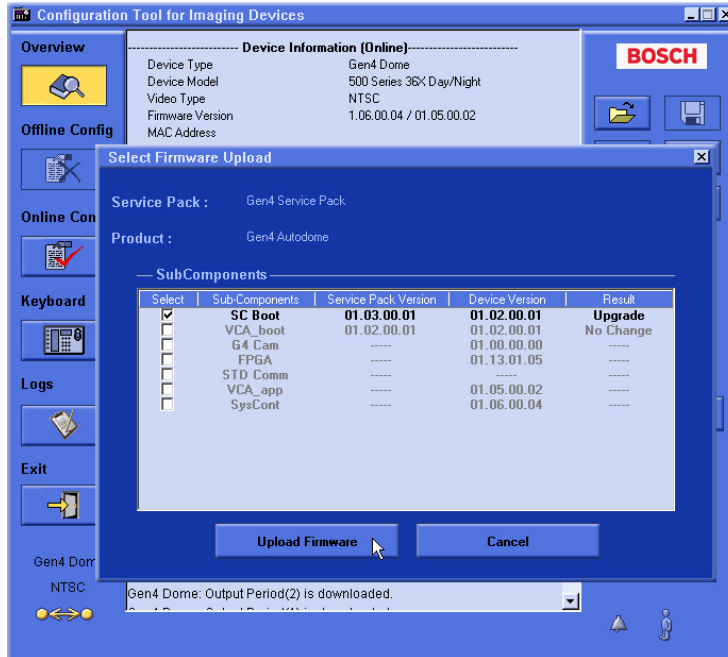 Configuration Tool for Imaging Devices
Overview
------------------------- Device Information (Online)-------------------------
Device Type Gen4 Dome
Device Model 500 Series 36X Day/Night
Video Type NTSC
Firmware Version 1.06.00.04 / 01.05.00.02
MAC Address
BOSCH
Offline Config
Select Firmware Upload
Service Pack : Gen4 Service Pack
Online Con
Product : Gen4 Autodome
SubComponents
Select Sub-Components Service Pack Version Device Version Result
SC Boot 01.03.00.01 01.02.00.01 Upgrade
VCA_boot 01.02.00.01 01.02.00.01 No Change
G4 Cam ----- 01.00.00.00 -----
FPGA ----- 01.13.01.05 -----
STD Comm ----- ----- -----
VCA_app ----- 01.05.00.02 -----
SysCont ----- 01.06.00.04 -----
Keyboard
Logs
Exit
Upload Firmware Cancel
Gen4 Dom
NTSC
Gen4 Dome: Output Period(2) is downloaded.